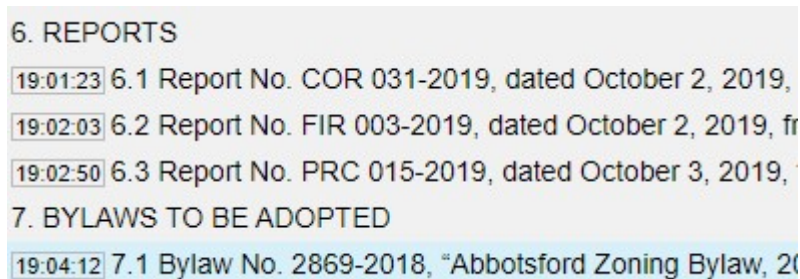 6. REPORTS
19:01:23 6.1 Report No. COR 031-2019, dated October 2, 2019,
19:02:03 6.2 Report No. FIR 003-2019, dated October 2, 2019,
19:02:50 6.3 Report No. PRC 015-2019, dated October 3, 2019,
7. BYLAWS TO BE ADOPTED
19:04:12 7.1 Bylaw No. 2869-2018, “Abbotsford Zoning Bylaw,